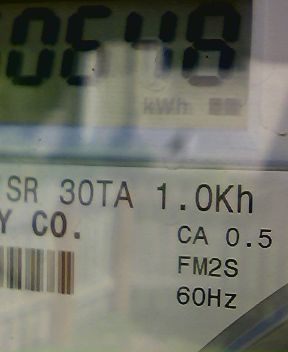 0648
kWh
SR 30TA 1.0Kh
Y CO.
CA 0.5
FM2S
60Hz